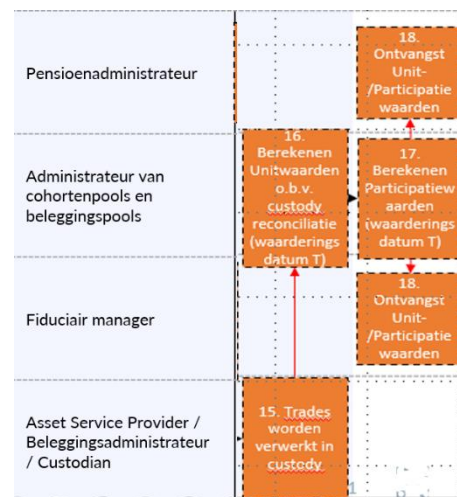 Pensioenadministrateur
18.
Ontvangst
Unit-
/Participatie
waarden
Administrateur van
cohortenpools en
beleggingspools
16.
Berekenen
Unitwaarden
o.b.v.
custody
reconciliatie
(waarderings
datum T)
17.
Berekenen
Participatiew
aarden
(waarderings
datum T)
Fiduciair manager
18.
Ontvangst
Unit-
/Participatie
waarden
Asset Service Provider /
Beleggingsadministrateur
/ Custodian
15. Trades
worden
verwerkt in
custody
1